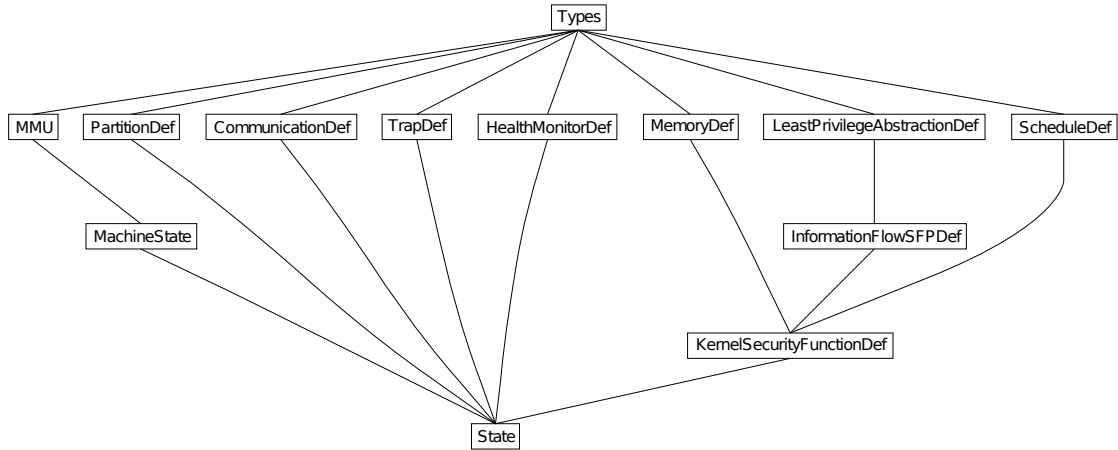 Types
MMU
PartitionDef
CommunicationDef
TrapDef
HealthMonitorDef
MemoryDef
LeastPrivilegeAbstractionDef
ScheduleDef
MachineState
InformationFlowSFPDef
KernelSecurityFunctionDef
State